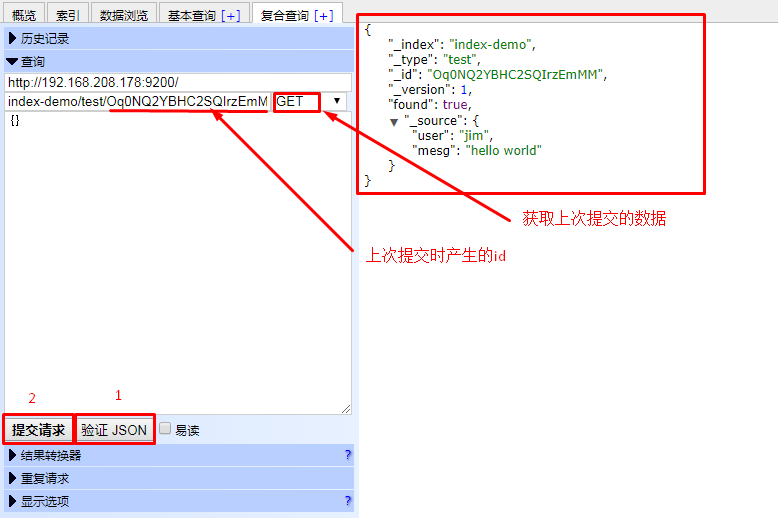 概览 索引 数据浏览 基本查询 [+] 复合查询 [+]
历史记录
查询
http://192.168.208.178:9200/
index-demo/test/Oq0NQ2YBHC2SQIrzEmM GET
{}
2
1
提交请求 验证 JSON 易读
结果转换器 ?
重复请求
显示选项 ?
{
"_index": "index-demo",
"_type": "test",
"_id": "Oq0NQ2YBHC2SQIrzEmMM",
"_version": 1,
"found": true,
"_source": {
"user": "jim",
"mesg": "hello world"
}
}
获取上次提交的数据
上次提交时产生的id